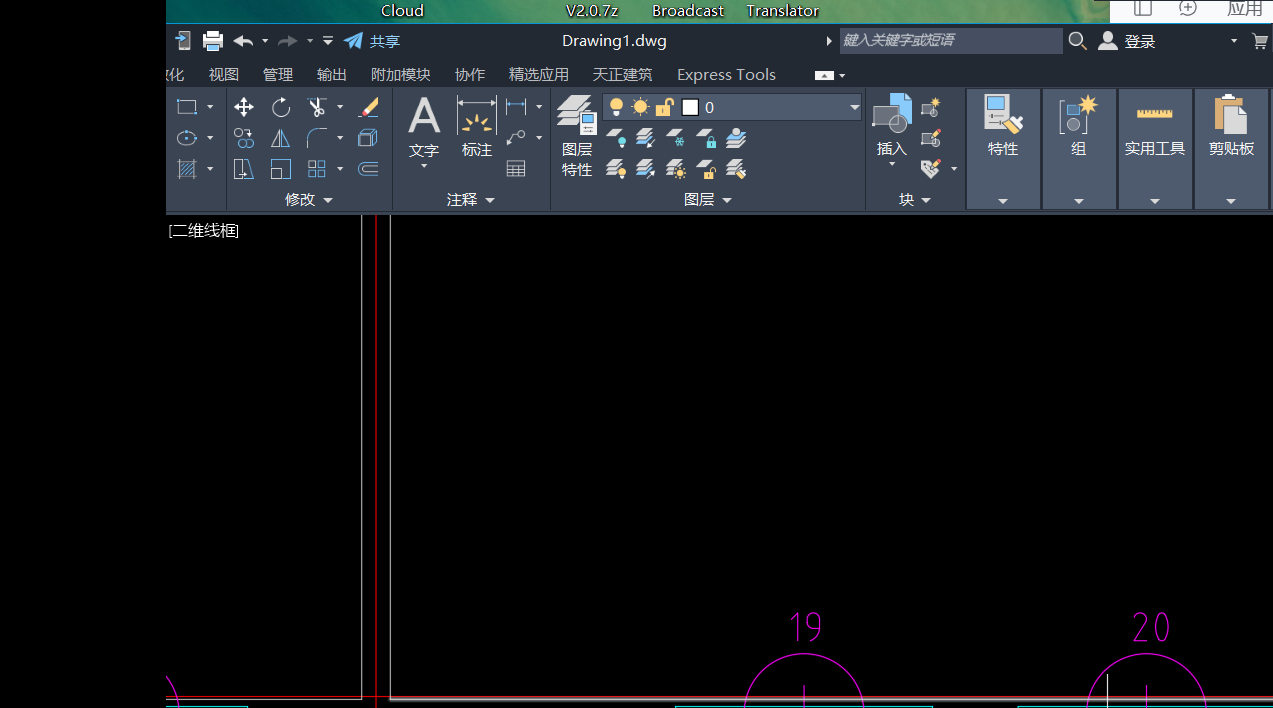 Cloud V2.0.7z Broadcast Translator
应用
共享 Drawing1.dwg 键入关键字或短语 登录
化 视图 管理 输出 附加模块 协作 精选应用 天正建筑 Express Tools
0
文字 标注 图层特性 插入 特性 组 实用工具 剪贴板
修改 注释 图层 块
[二维线框]
19 20